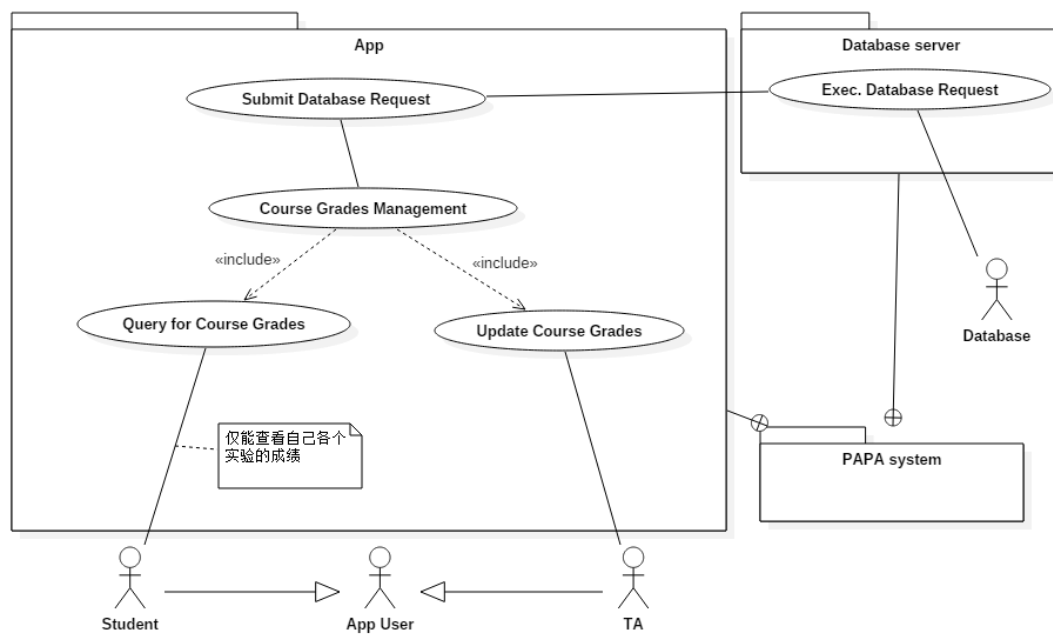 App
Database server
Submit Database Request
Exec. Database Request
Course Grades Management
«include»
«include»
Query for Course Grades
Update Course Grades
Database
仅能查看自己各个
实验的成绩
PAPA system
Student
App User
TA